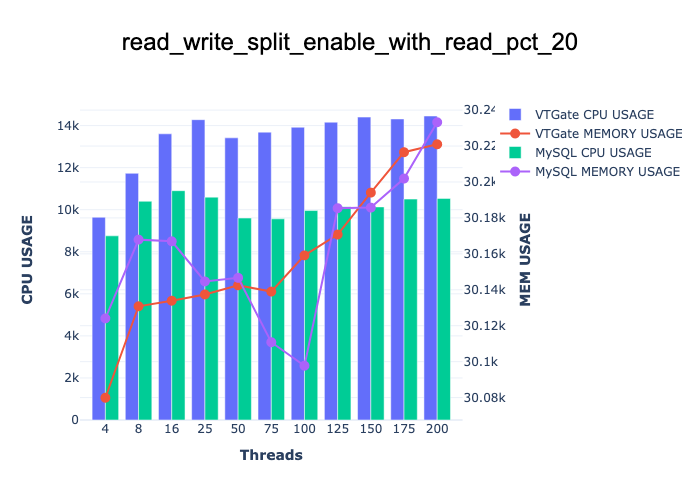 read_write_split_enable_with_read_pct_20
14k
12k
10k
8k
6k
4k
2k
0
CPU USAGE
4 8 16 25 50 75 100 125 150 175 200
Threads
30.24
30.22
30.2k
30.18k
30.16k
30.14k
30.12k
30.1k
30.08k
MEM USAGE
VTGate CPU USAGE
VTGate MEMORY USAGE
MySQL CPU USAGE
MySQL MEMORY USAGE